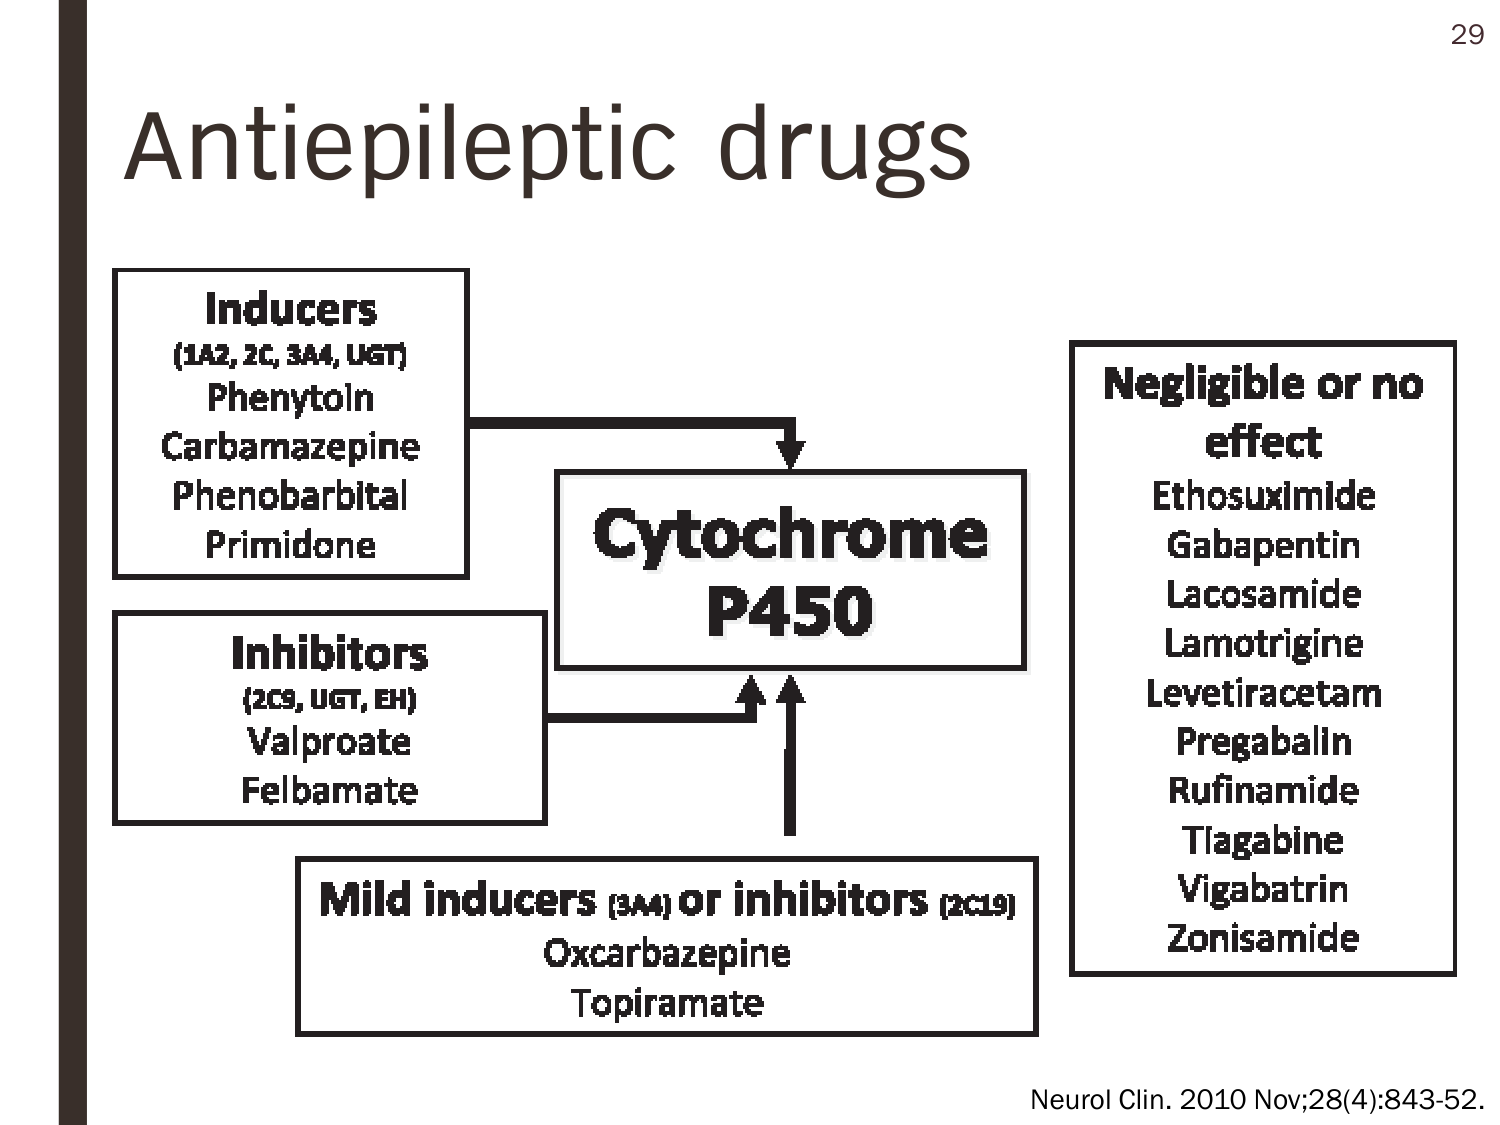 29
Antiepileptic drugs
Inducers
(1A2, 2C, 3A4, UGT)
Phenytoin
Carbamazepine
Phenobarbital
Primidone
Cytochrome
P450
Inhibitors
(2C9, UGT, EH)
Valproate
Felbamate
Mild inducers (3A4) or inhibitors (2C19)
Oxcarbazepine
Topiramate
Negligible or no
effect
Ethosuximide
Gabapentin
Lacosamide
Lamotrigine
Levetiracetam
Pregabalin
Rufinamide
Tiagabine
Vigabatrin
Zonisamide
Neurol Clin. 2010 Nov;28(4):843-52.